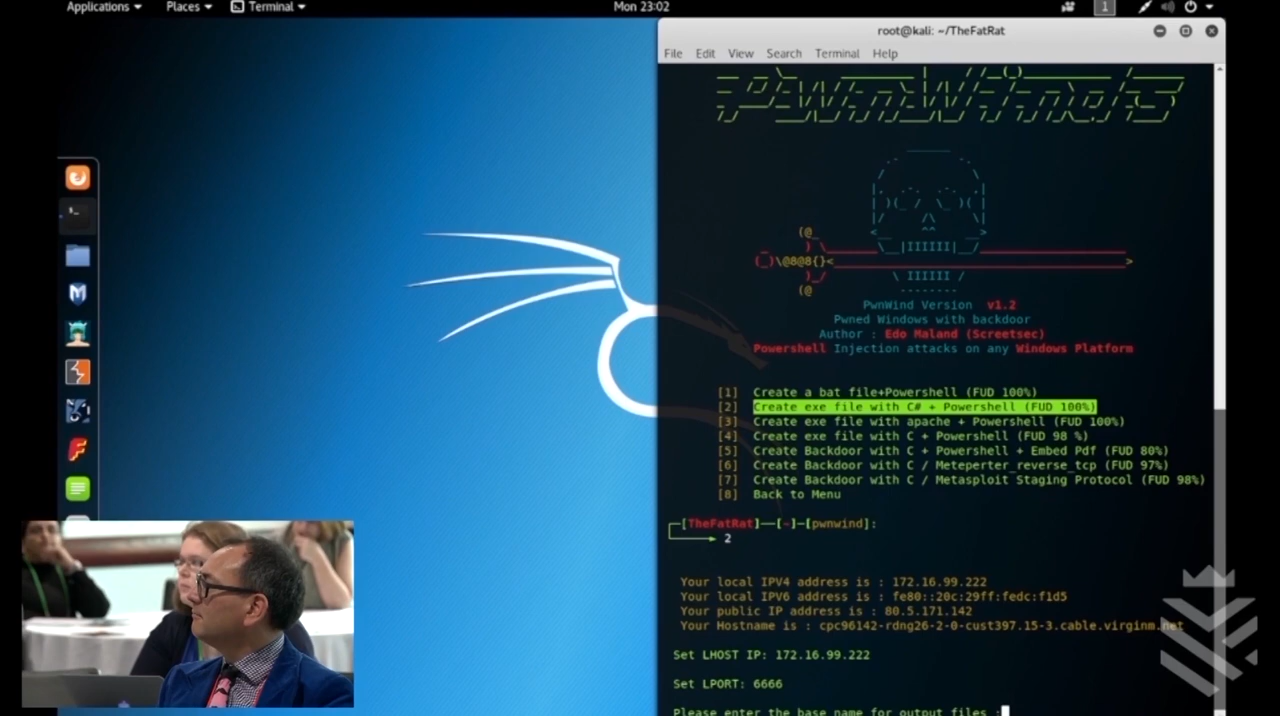 Applications Places Terminal Mon 23:02 1
root@kali: ~/TheFatRat
File Edit View Search Terminal Help
PwnWinds
PwnWind Version v1.2
Pwned Windows with backdoor
Author : Edo Maland (Screetsec)
Powershell Injection attacks on any Windows Platform
[1] Create a bat file+Powershell (FUD 100%)
[2] Create exe file with C# + Powershell (FUD 100%)
[3] Create exe file with apache + Powershell (FUD 100%)
[4] Create exe file with C + Powershell (FUD 98 %)
[5] Create Backdoor with C + Powershell + Embed Pdf (FUD 80%)
[6] Create Backdoor with C / Meteperter_reverse_tcp (FUD 97%)
[7] Create Backdoor with C / Metasploit Staging Protocol (FUD 98%)
[8] Back to Menu
[TheFatRat]—[~]—[pwnwind]:
2
Your local IPV4 address is : 172.16.99.222
Your local IPV6 address is : fe80::20c:29ff:fedc:f1d5
Your public IP address is : 80.5.171.142
Your Hostname is : cpc96142-rdng26-2-0-cust397.15-3.cable.virginm.net
Set LHOST IP: 172.16.99.222
Set LPORT: 6666
Please enter the base name for output files :